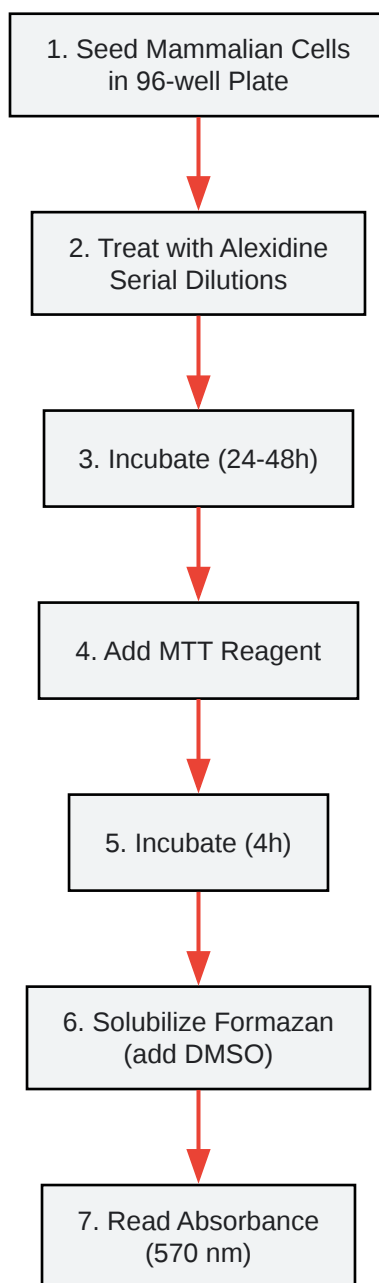 1. Seed Mammalian Cells
in 96-well Plate
2. Treat with Alexidine
Serial Dilutions
3. Incubate (24-48h)
4. Add MTT Reagent
5. Incubate (4h)
6. Solubilize Formazan
(add DMSO)
7. Read Absorbance
(570 nm)